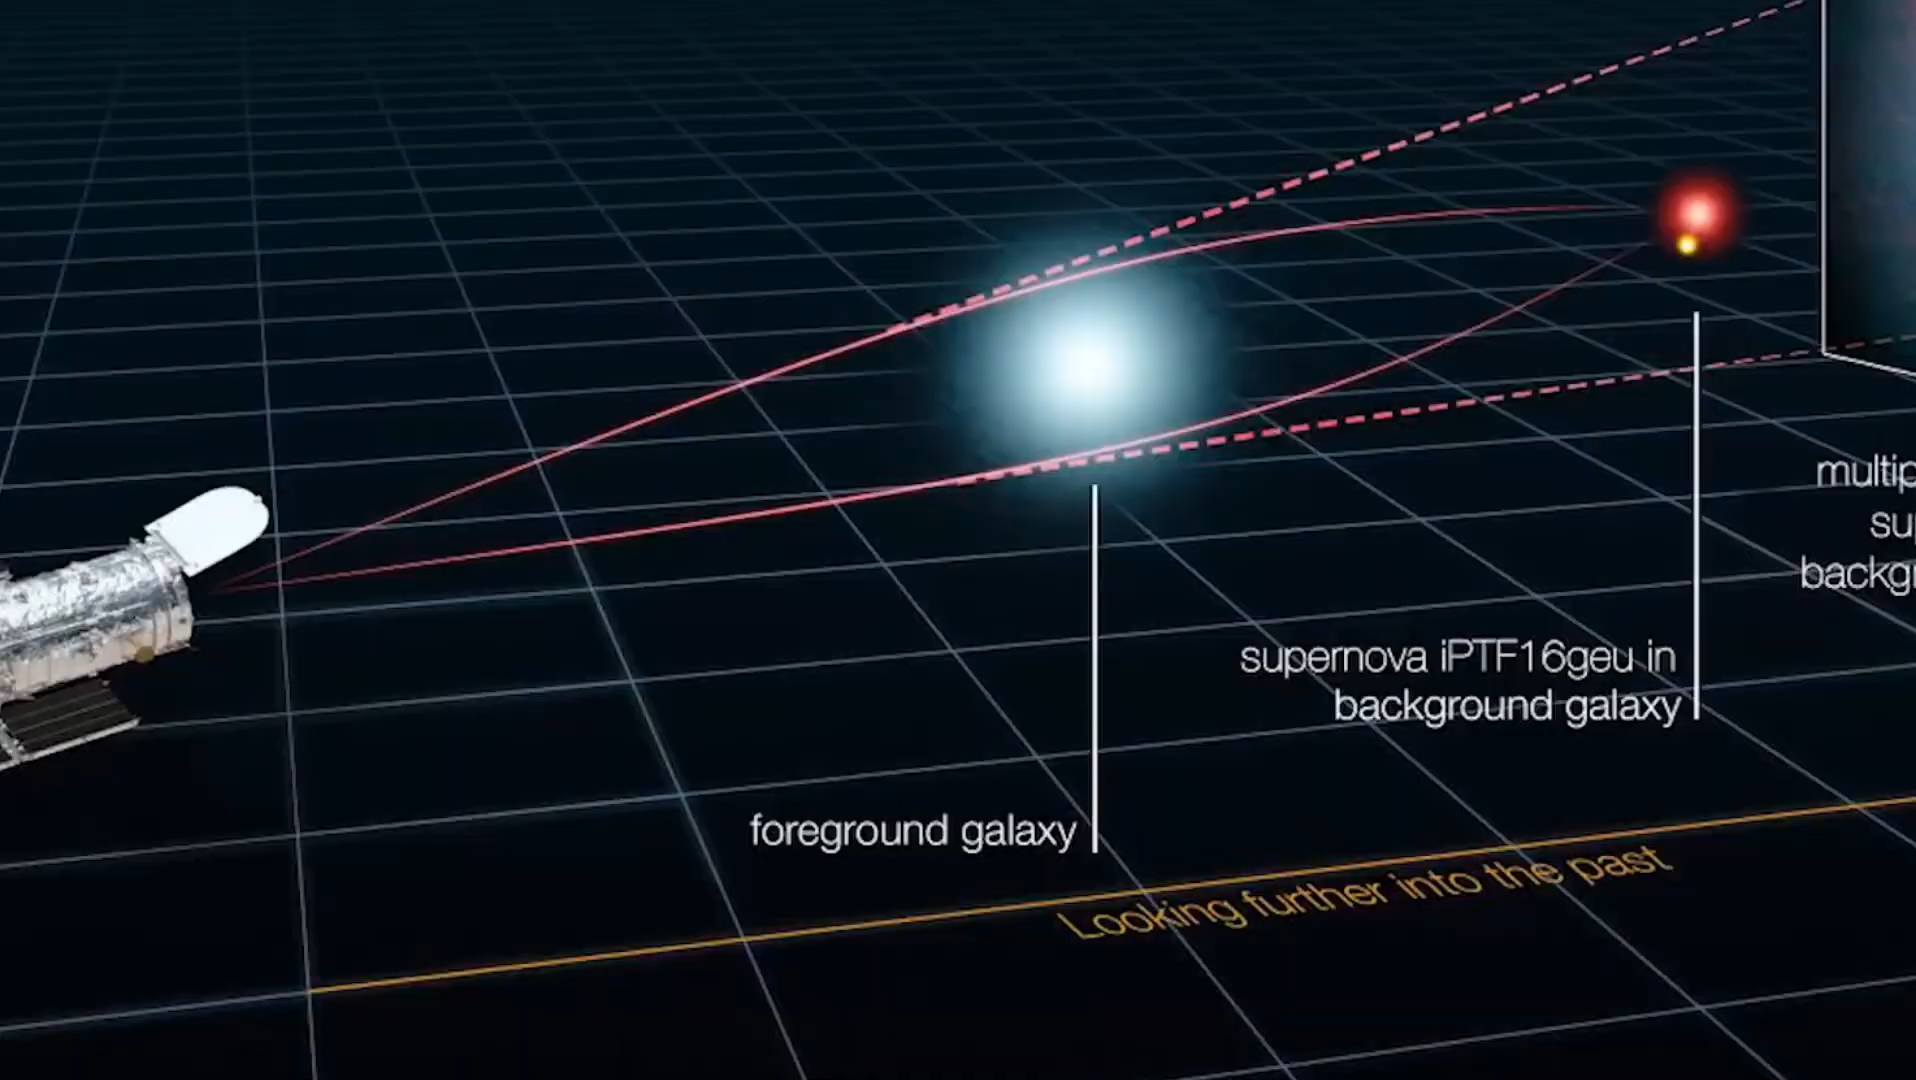 supernova iPTF16geu in
background galaxy
foreground galaxy
Looking further into the past